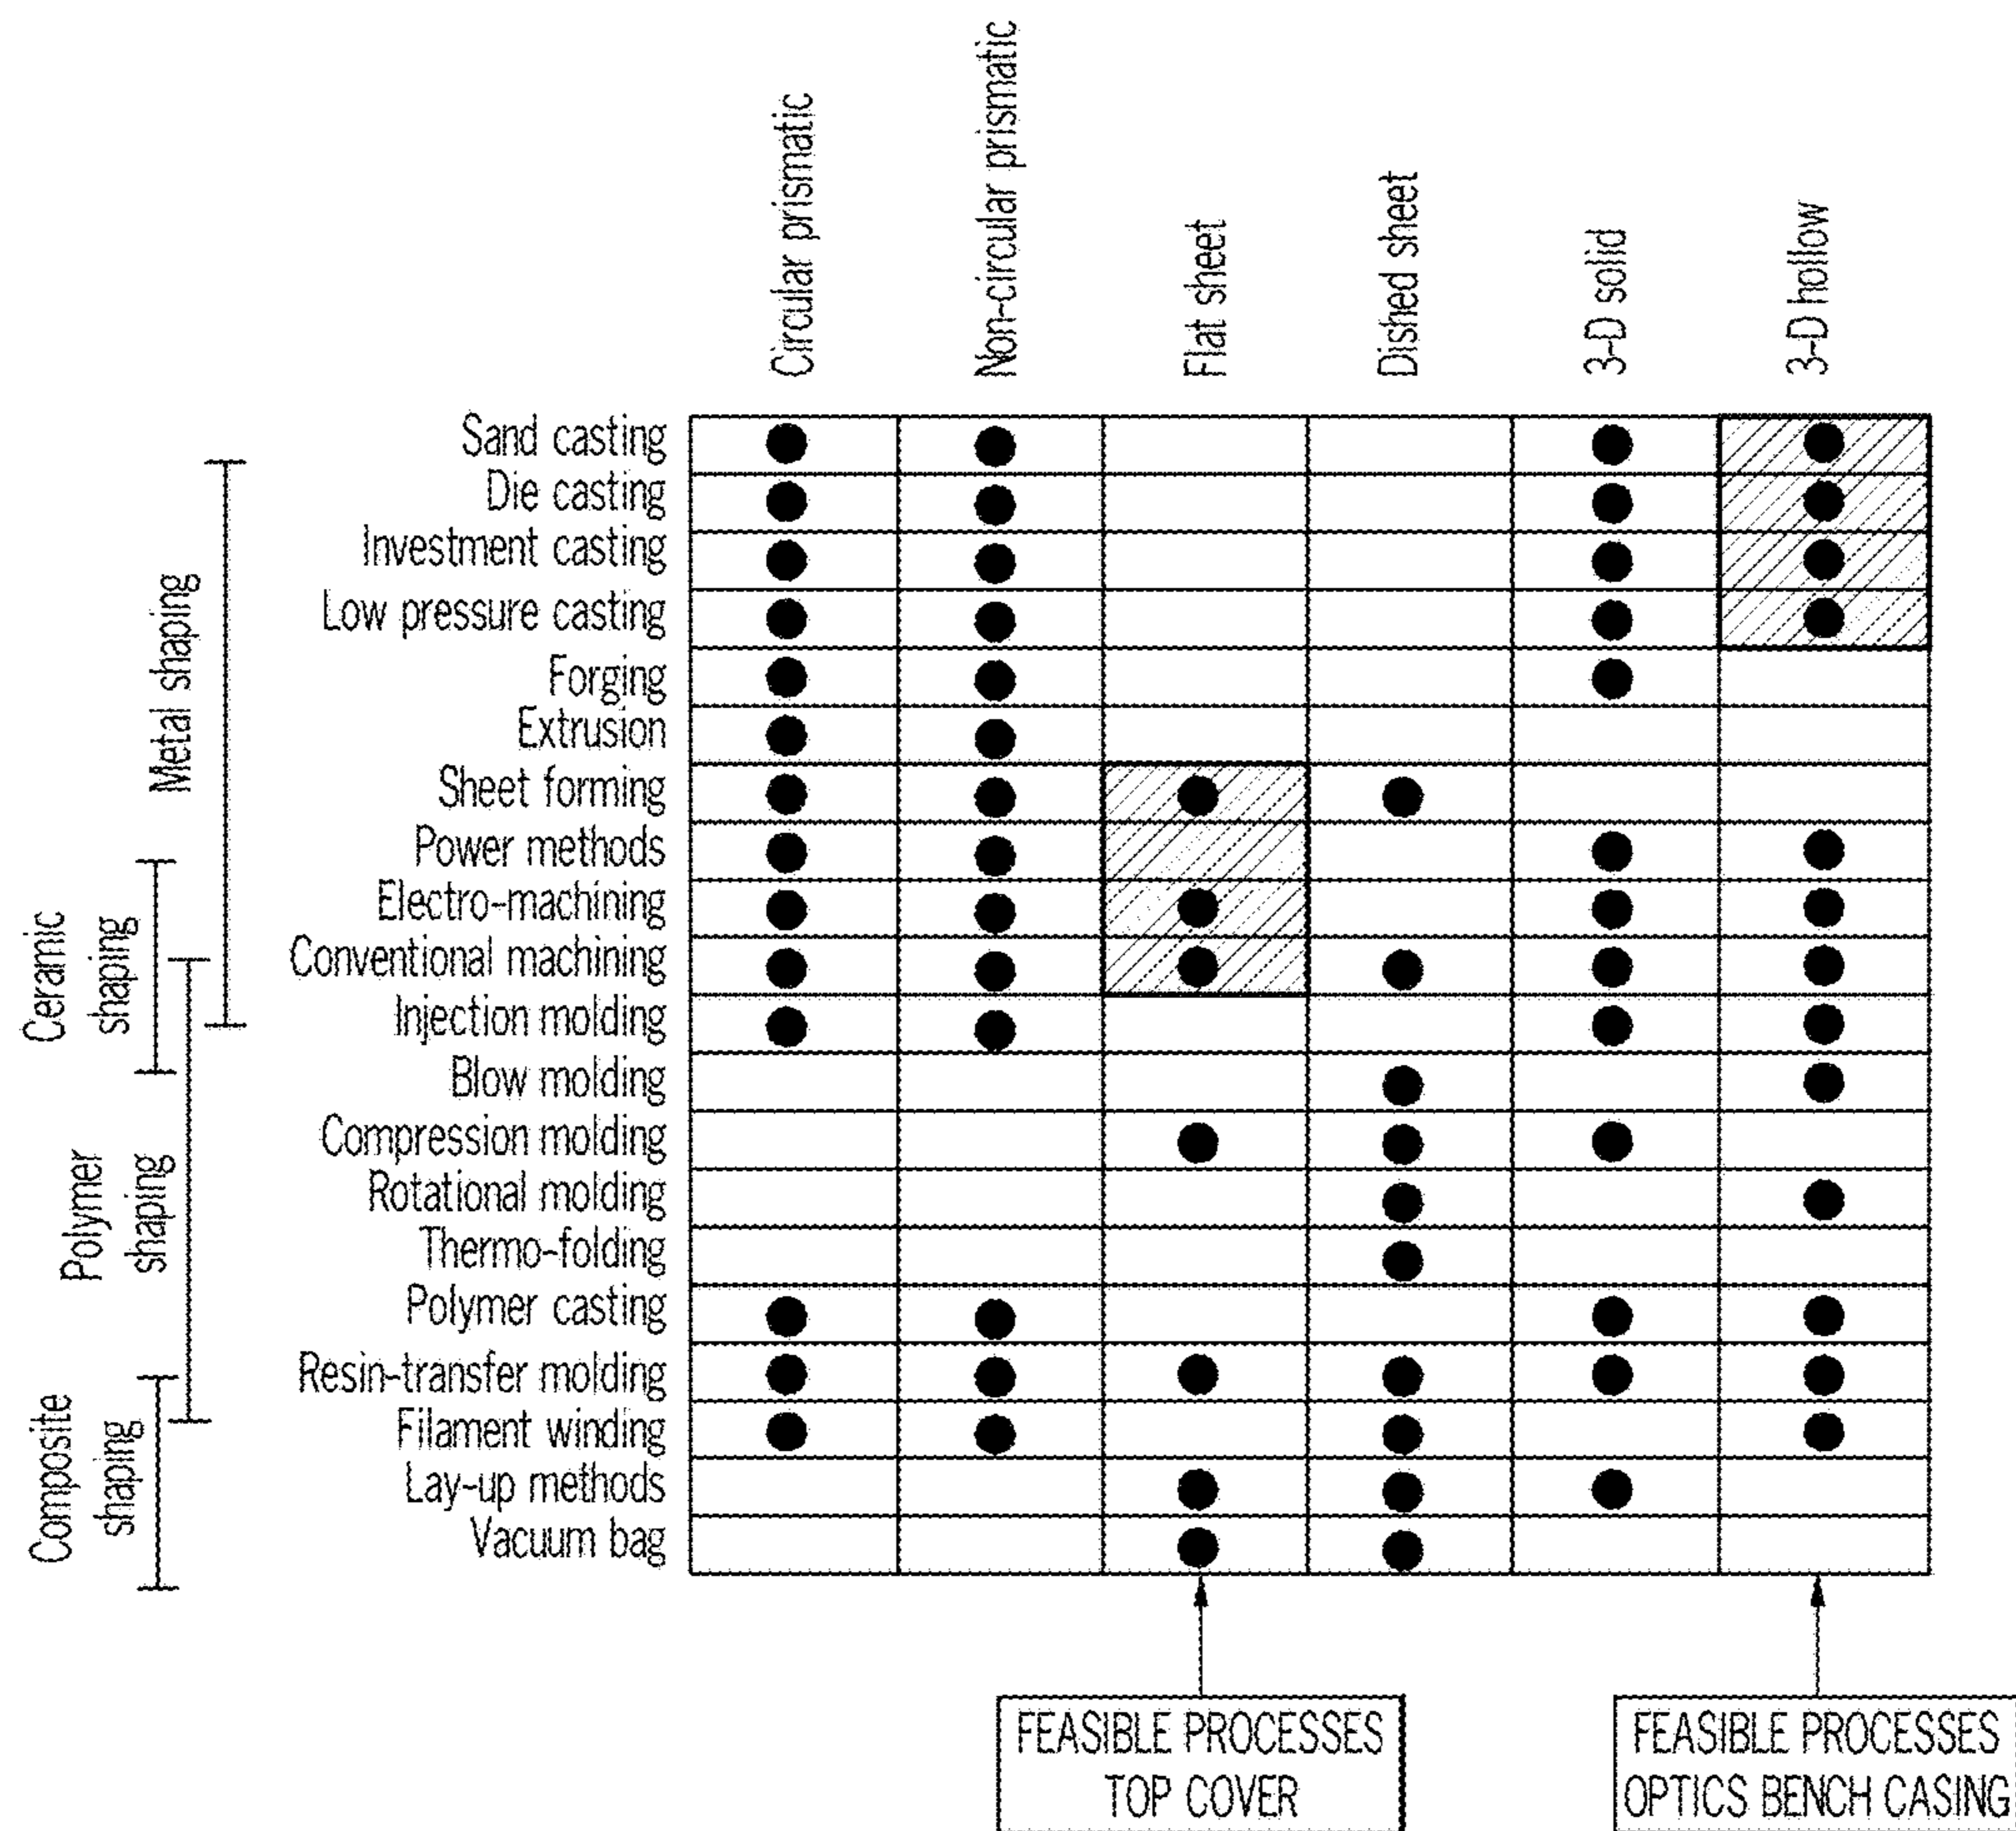 Circular prismatic
Non-circular prismatic
Flat sheet
Dished sheet
3-D solid
3-D hollow
Metal shaping
Ceramic
shaping
Polymer
shaping
Composite
shaping
Sand casting
Die casting
Investment casting
Low pressure casting
Forging
Extrusion
Sheet forming
Power methods
Electro-machining
Conventional machining
Injection molding
Blow molding
Compression molding
Rotational molding
Thermo-folding
Polymer casting
Resin-transfer molding
Filament winding
Lay-up methods
Vacuum bag
FEASIBLE PROCESSES
TOP COVER
FEASIBLE PROCESSES
OPTICS BENCH CASING